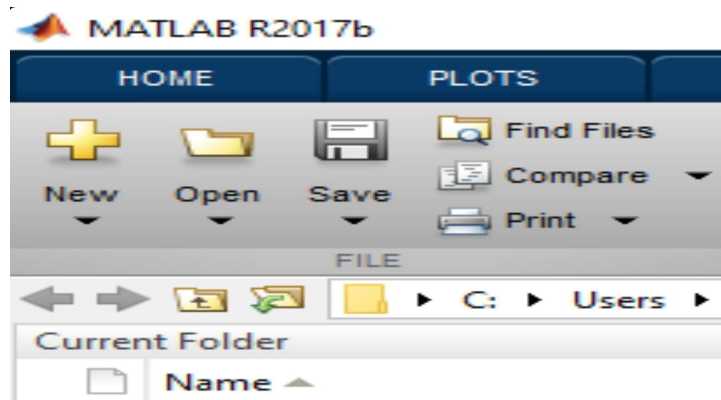 MATLAB R2017b
HOME PLOTS
New Open Save
Find Files
Compare
Print
FILE
C: Users
Current Folder
Name